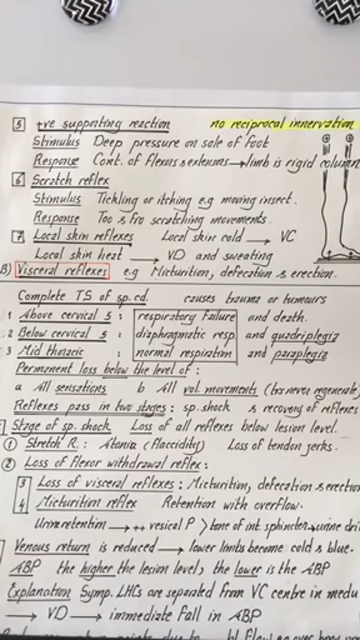 5 +ve supporting reaction no reciprocal innervation
Stimulus Deep pressure on sole of foot
Response Cont. of flexors & extensors → limb is rigid column
6 Scratch reflex
Stimulus Tickling or itching e.g moving insect.
Response Too & fro scratching movements.
7 Local skin reflexes Local skin cold → VC
Local skin heat → VD and sweating
B) Visceral reflexes e.g Micturition, defecation & erection.
Complete TS of sp.cd. causes trauma or tumours
1 Above cervical 5 : respiratory failure and death.
2 Below cervical 5 : diaphragmatic resp. and quadriplegia
3 Mid thoracic : normal respiration and paraplegia
Permanent loss below the level of :
a All sensations b All vol. movements (tracts never regenerate)
Reflexes pass in two stages : sp. shock & recovery of reflexes
Stage of sp. shock Loss of all reflexes below lesion level.
① Stretch R. : Atonia (flaccidity) Loss of tendon jerks.
② Loss of flexor withdrawal reflex :
3 Loss of visceral reflexes : Micturition, defecation & erection
4 Micturition reflex Retention with overflow.
Urine retention → ++ vesical P > tone of int. sphincter → urine dri
Venous return is reduced → lower limbs become cold & blue.
ABP the higher the lesion level, the lower is the ABP
Explanation Symp. LHCs are separated from VC centre in medu
→ VD → immediate fall in ABP